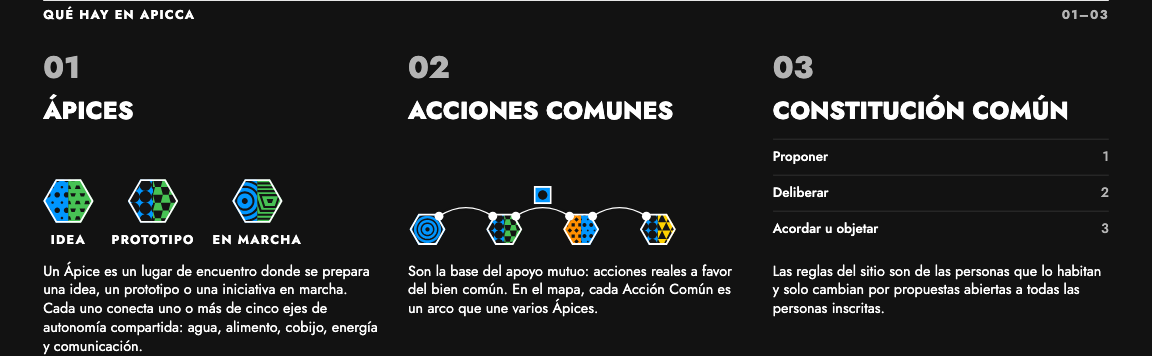 QUÉ HAY EN APICCA
01—03
01
ÁPICES
IDEA
PROTOTIPO
EN MARCHA
Un Ápice es un lugar de encuentro donde se prepara
una idea, un prototipo o una iniciativa en marcha.
Cada uno conecta uno o más de cinco ejes de
autonomía compartida: agua, alimento, cobijo, energía
y comunicación.
02
ACCIONES COMUNES
Son la base del apoyo mutuo: acciones reales a favor
del bien común. En el mapa, cada Acción Común es
un arco que une varios Ápices.
03
CONSTITUCIÓN COMÚN
Proponer 1
Deliberar 2
Acordar u objetar 3
Las reglas del sitio son de las personas que lo habitan
y solo cambian por propuestas abiertas a todas las
personas inscritas.